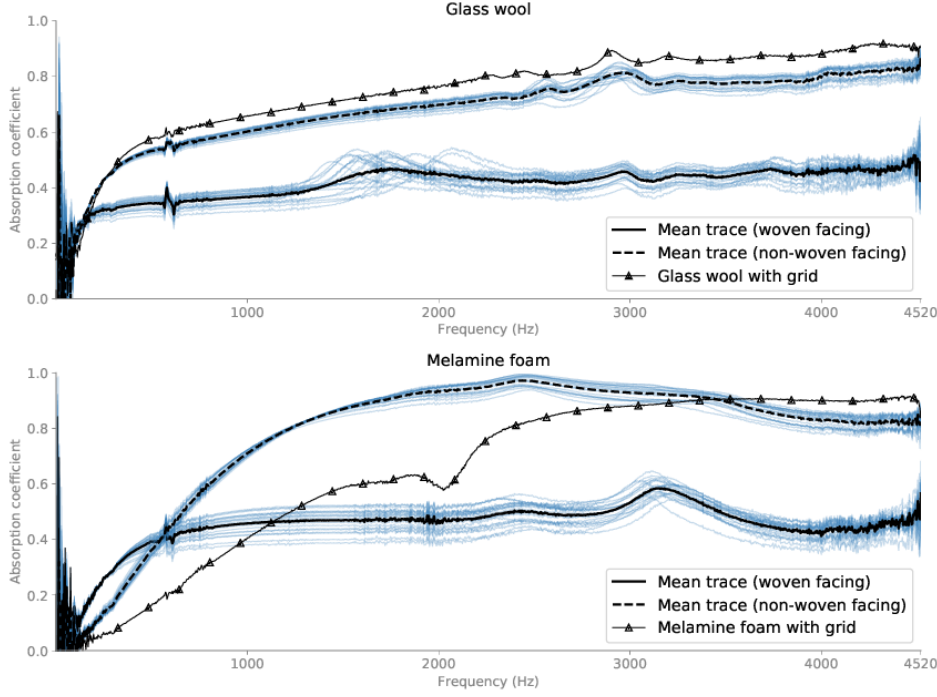 Glass wool
1.0
0.8
0.6
0.4
0.2
0.0
Absorption coefficient
Mean trace (woven facing)
Mean trace (non-woven facing)
Glass wool with grid
1000
2000
3000
4000
4520
Frequency (Hz)
Melamine foam
1.0
0.8
0.6
0.4
0.2
0.0
Absorption coefficient
Mean trace (woven facing)
Mean trace (non-woven facing)
Melamine foam with grid
1000
2000
3000
4000
4520
Frequency (Hz)